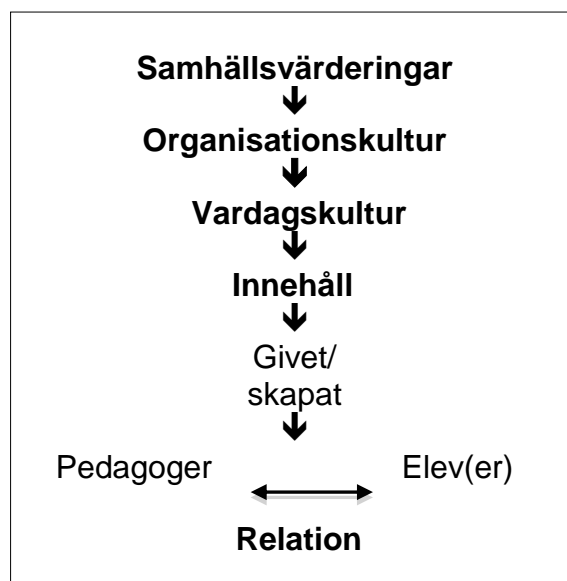 Samhällsvärderingar
Organisationskultur
Vardagskultur
Innehåll
Givet/
skapat
Pedagoger Elev(er)
Relation